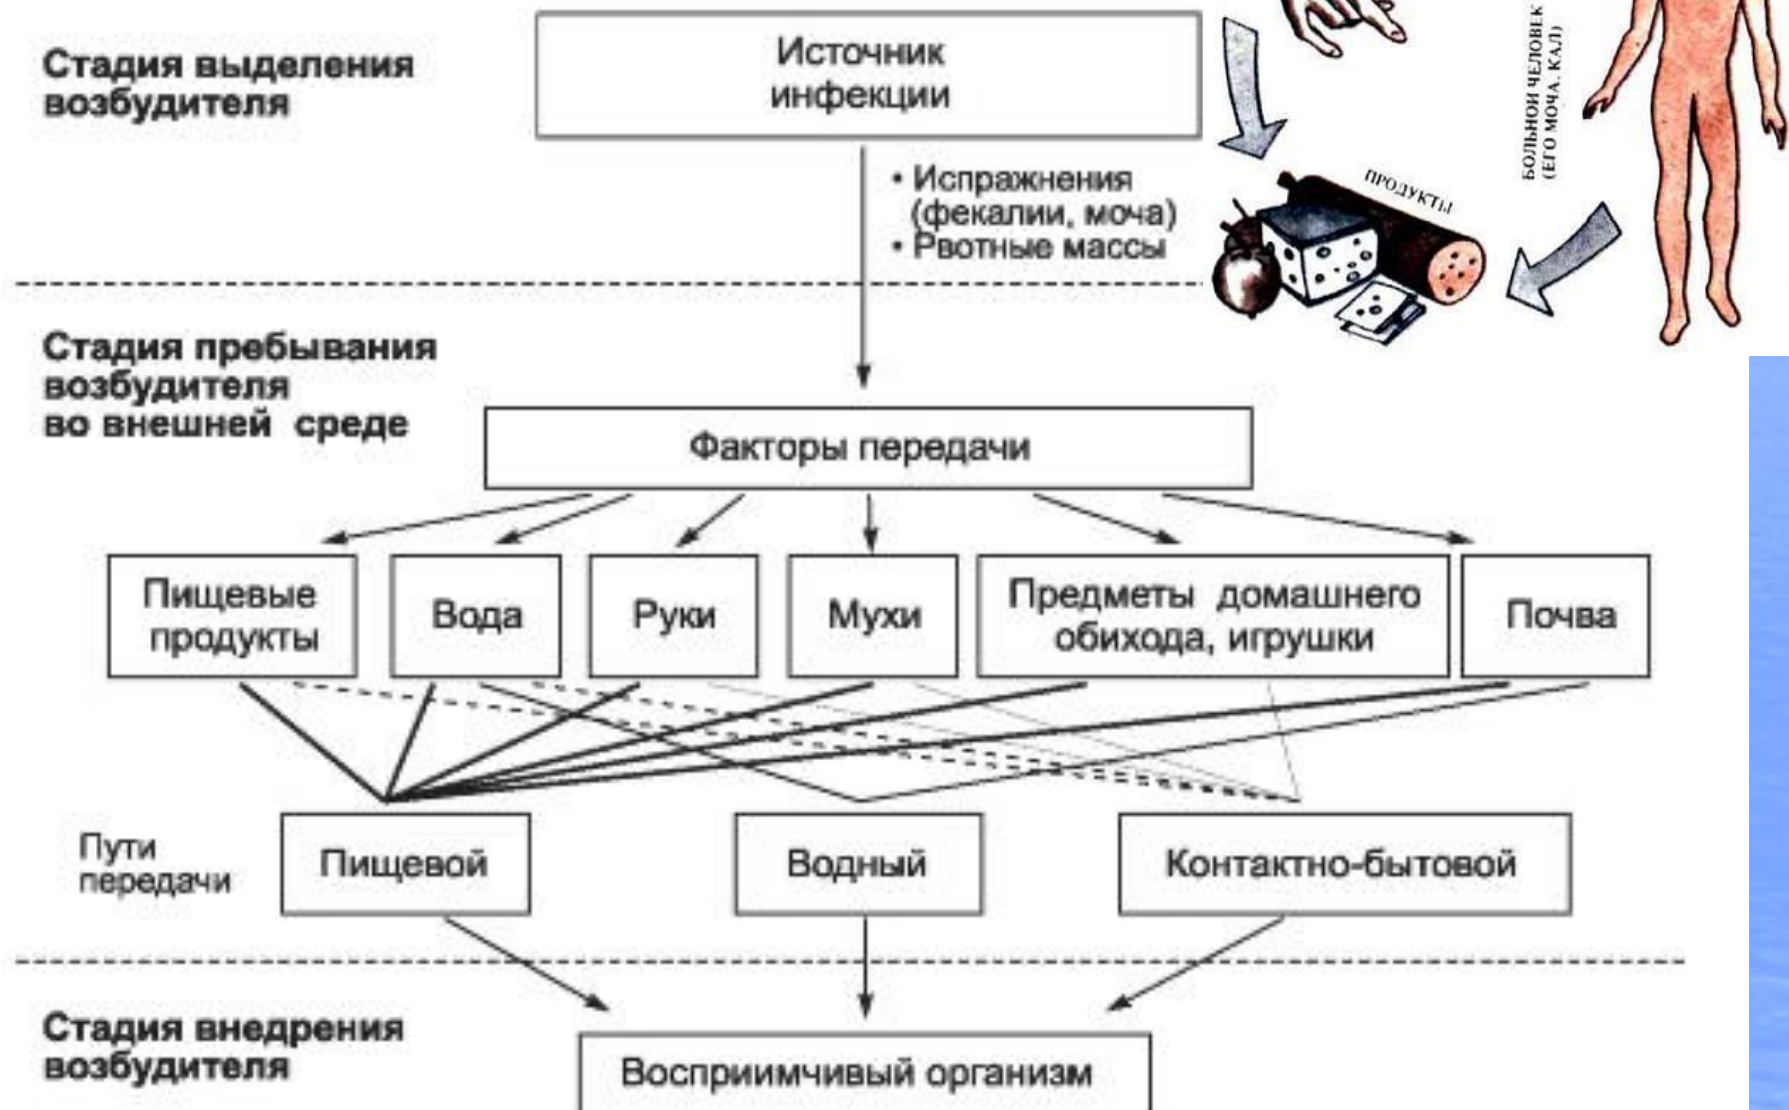 Стадия выделения
возбудителя
Источник
инфекции
• Испражнения
(фекалии, моча)
• Рвотные массы
ПРОДУКТЫ
БОЛЬНОЙ ЧЕЛОВЕК
(ЕГО МОЧА. КАЛ)
Стадия пребывания
возбудителя
во внешней среде
Факторы передачи
Пищевые
продукты
Вода
Руки
Мухи
Предметы домашнего
обихода, игрушки
Почва
Пути
передачи
Пищевой
Водный
Контактно-бытовой
Стадия внедрения
возбудителя
Восприимчивый организм